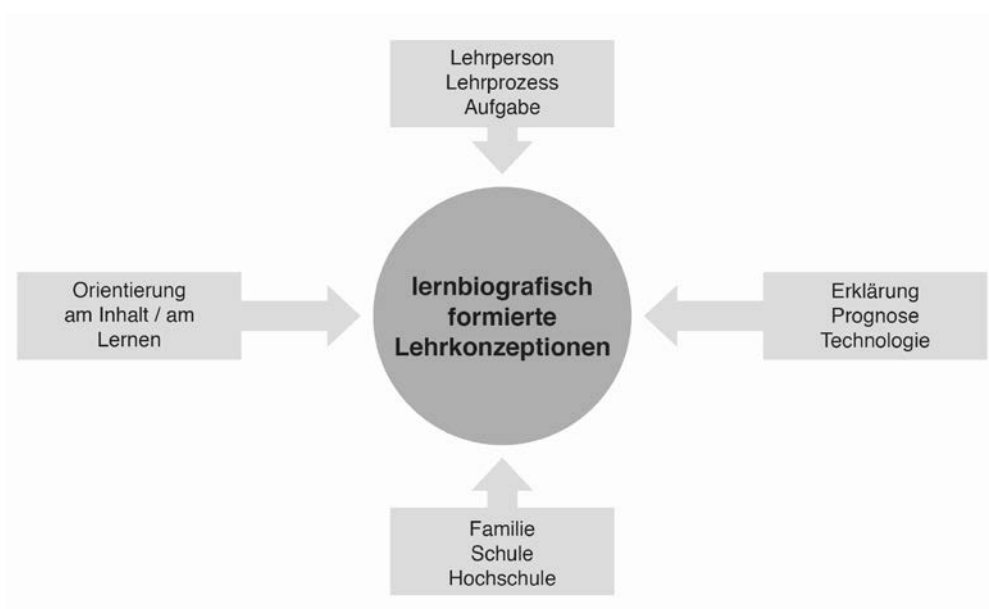 Lehrperson
Lehrprozess
Aufgabe
Orientierung
am Inhalt / am
Lernen
lernbiografisch
formierte
Lehrkonzeptionen
Erklärung
Prognose
Technologie
Familie
Schule
Hochschule